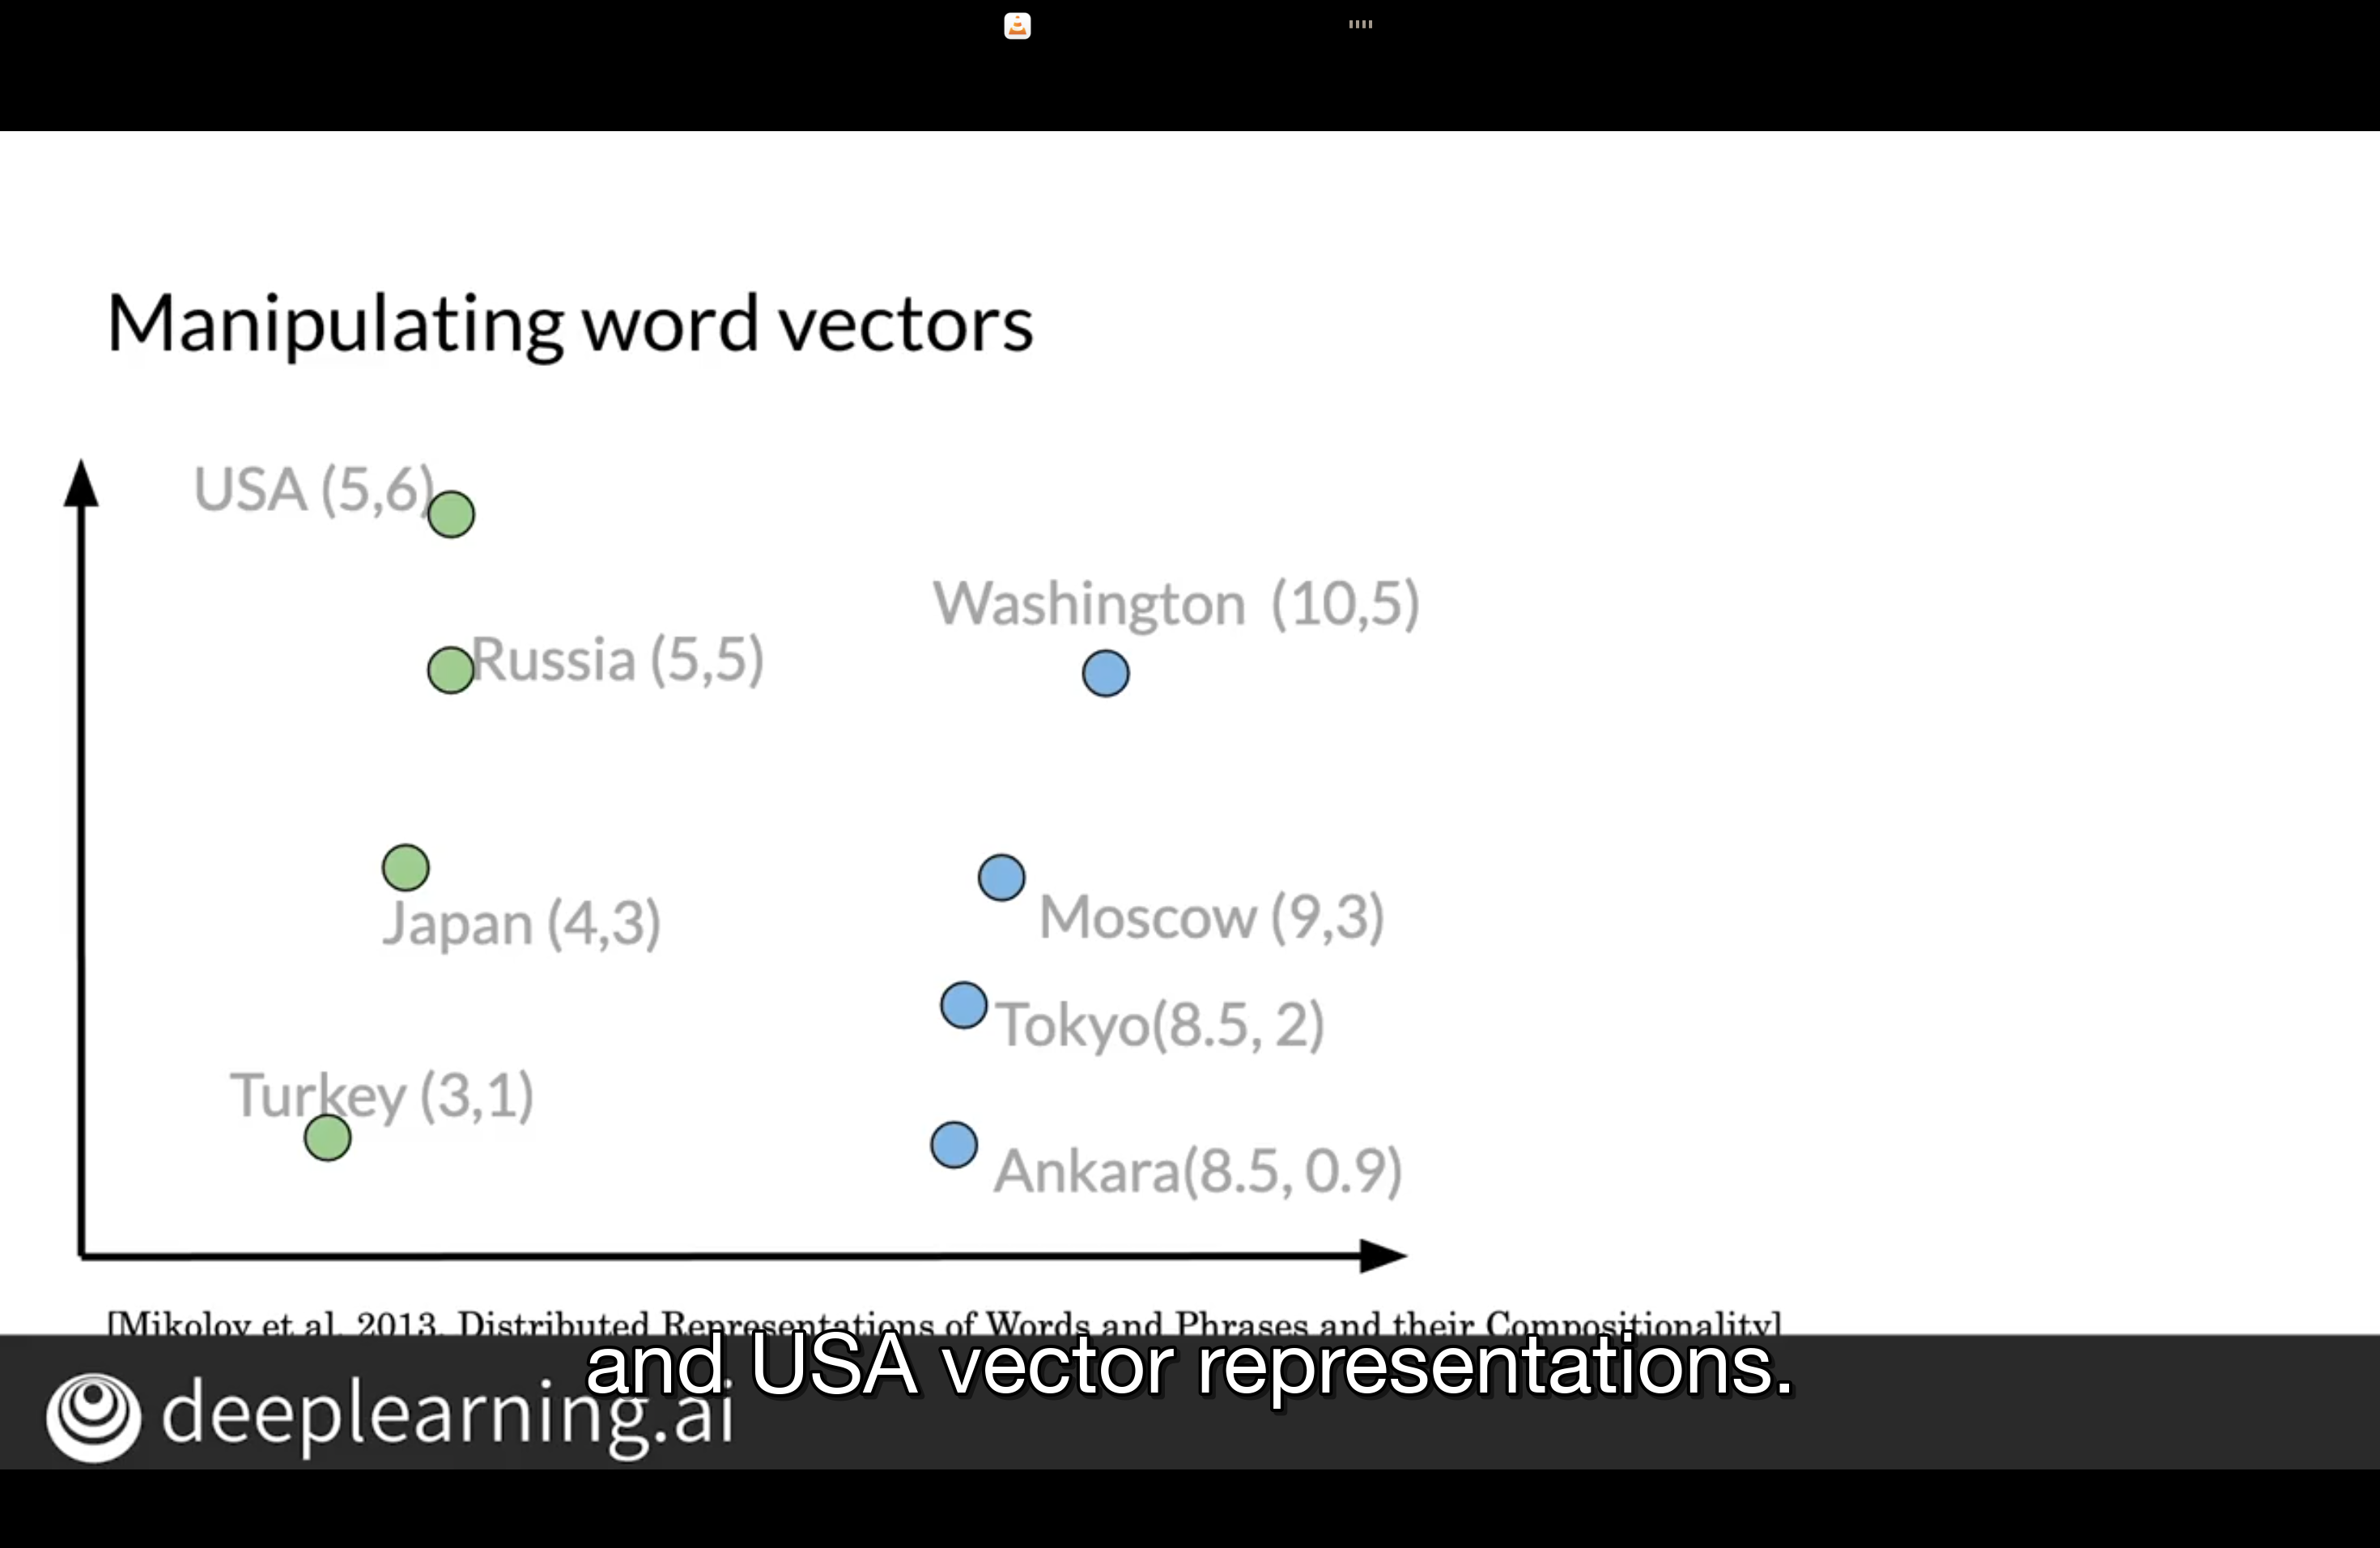 Manipulating word vectors
USA (5,6)
Washington (10,5)
Russia (5,5)
Japan (4,3)
Moscow (9,3)
Tokyo(8.5, 2)
Turkey (3,1)
Ankara(8.5, 0.9)
[Mikolov et al, 2013, Distributed Representations of Words and Phrases and their Compositionality]
and USA vector representations.
deeplearning.ai